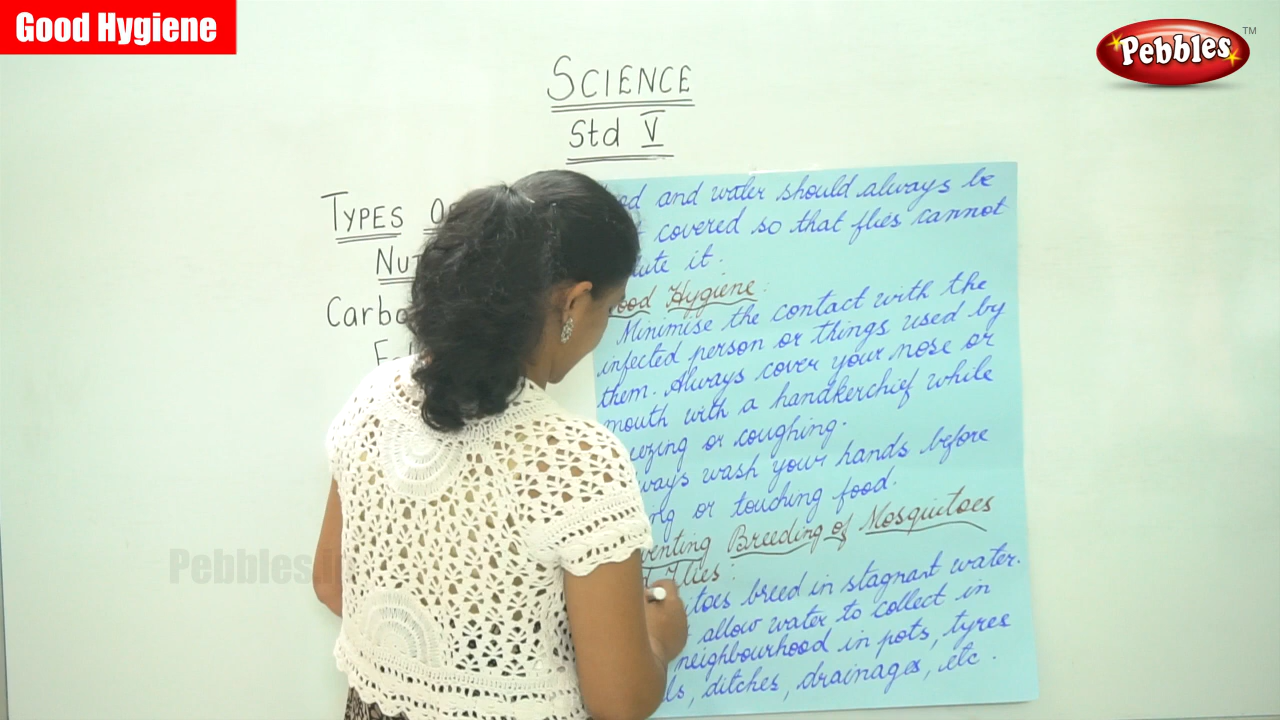 Good Hygiene
Pebbles TM
SCIENCE
Std V
TYPES
Pebbles.i
and water should always be
covered so that flies cannot
it.
Hygiene:
Minimise the contact with the
infected person or things used by
them. Always cover your nose or
mouth with a handkerchief while
or coughing.
wash your hands before
or touching food.
Breeding of Mosquitoes
Flies:
breed in stagnant water.
allow water to collect in
neighbourhood in pots, tyres
ditches, drainages, etc.